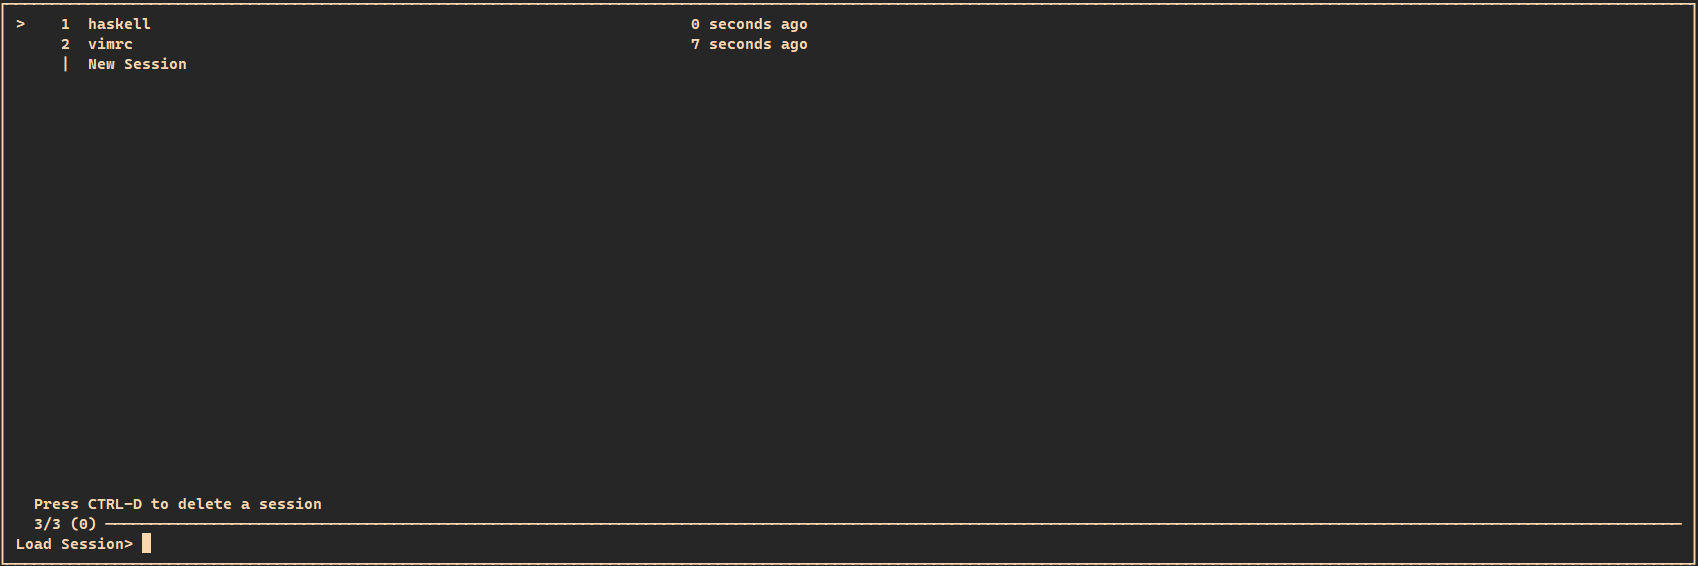 > 1 haskell 0 seconds ago
2 vimrc 7 seconds ago
| New Session
Press CTRL-D to delete a session
3/3 (0)
Load Session>